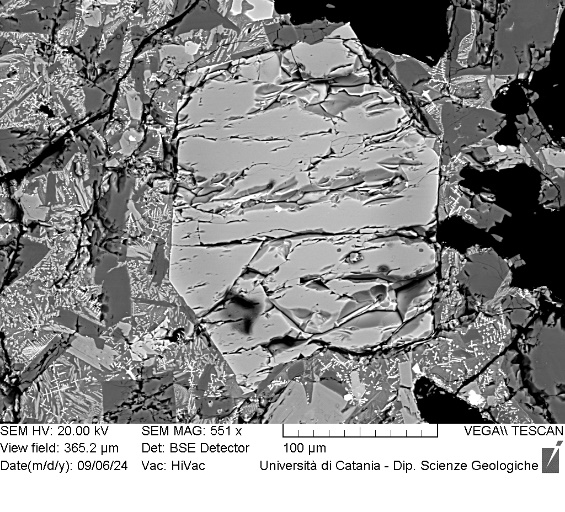 SEM HV: 20.00 kV SEM MAG: 551 x VEGA\\ TESCAN
View field: 365.2 µm Det: BSE Detector 100 µm
Date(m/d/y): 09/06/24 Vac: HiVac Università di Catania - Dip. Scienze Geologiche